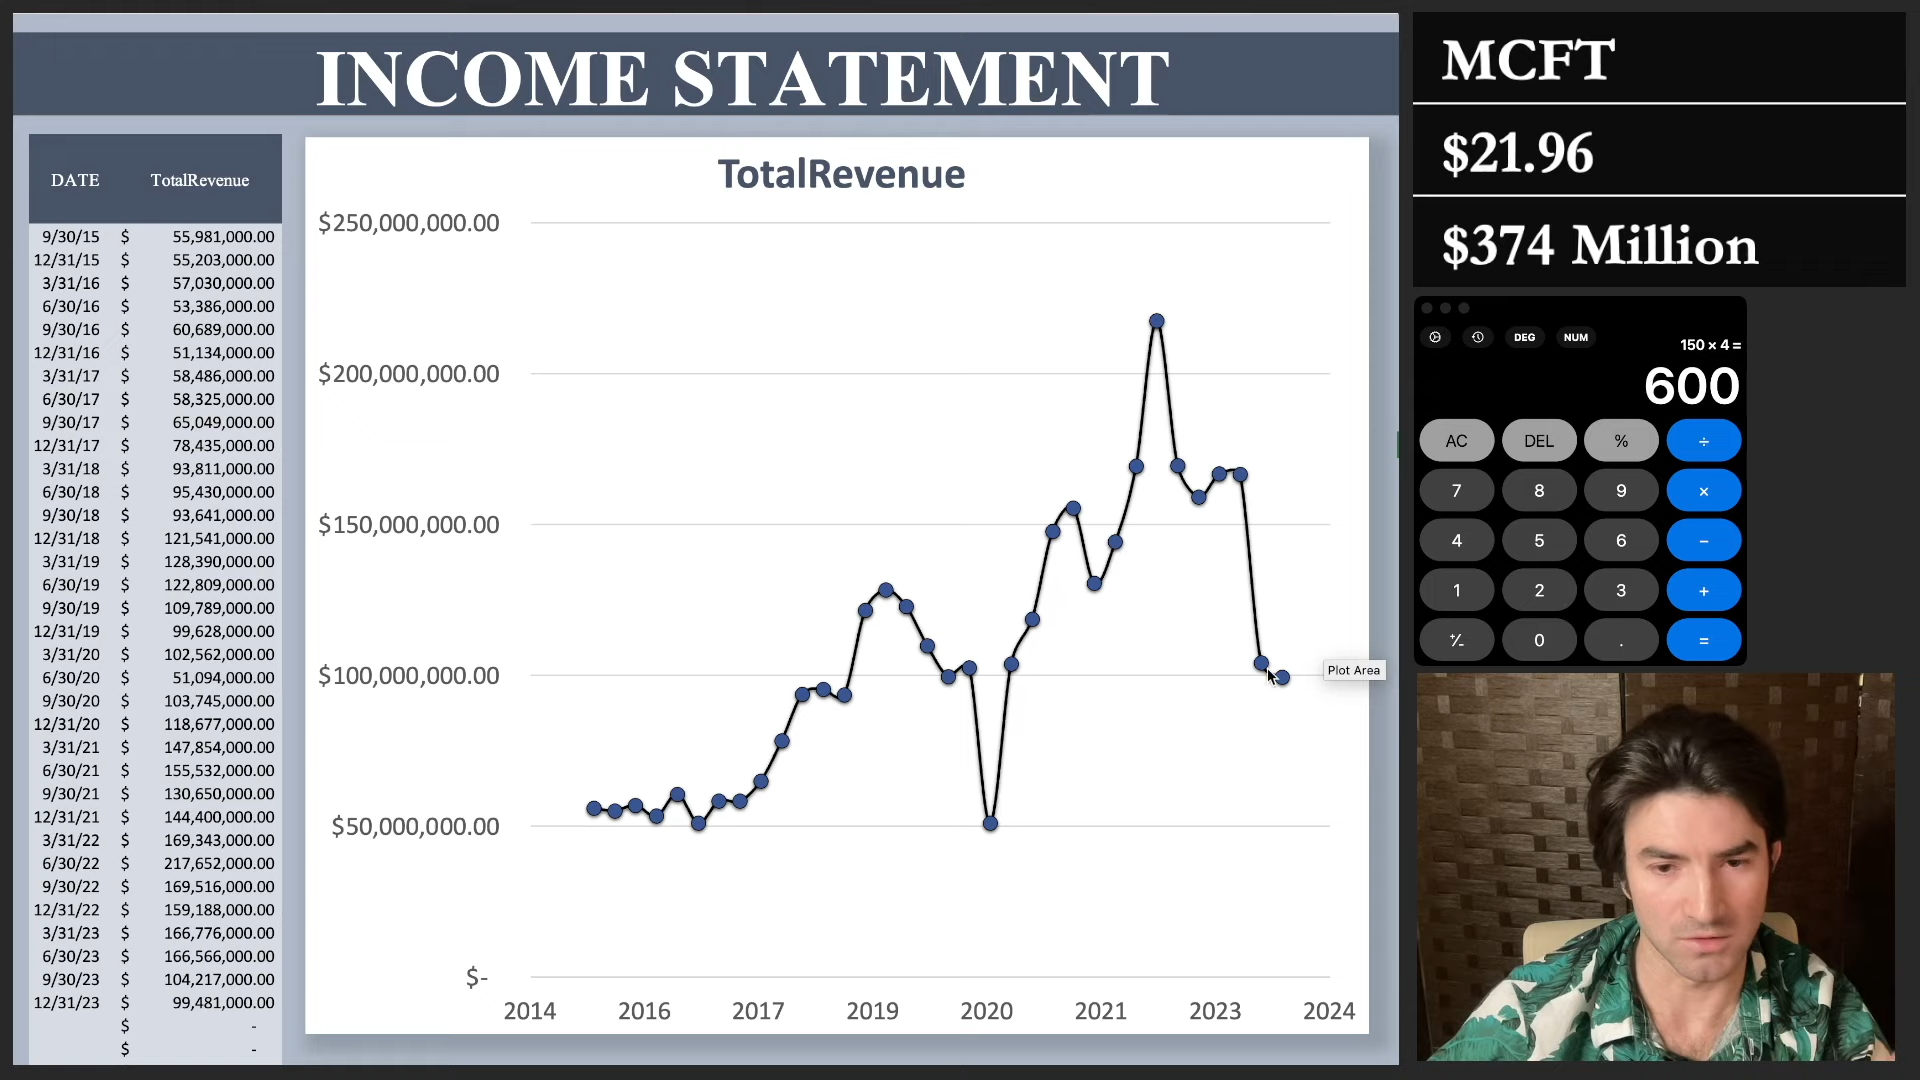 INCOME STATEMENT
DATE TotalRevenue
9/30/15 $ 55,981,000.00
12/31/15 $ 55,203,000.00
3/31/16 $ 57,030,000.00
6/30/16 $ 53,386,000.00
9/30/16 $ 60,689,000.00
12/31/16 $ 51,134,000.00
3/31/17 $ 58,486,000.00
6/30/17 $ 58,325,000.00
9/30/17 $ 65,049,000.00
12/31/17 $ 78,435,000.00
3/31/18 $ 93,811,000.00
6/30/18 $ 95,430,000.00
9/30/18 $ 93,641,000.00
12/31/18 $ 121,541,000.00
3/31/19 $ 128,390,000.00
6/30/19 $ 122,809,000.00
9/30/19 $ 109,789,000.00
12/31/19 $ 99,628,000.00
3/31/20 $ 102,562,000.00
6/30/20 $ 51,094,000.00
9/30/20 $ 103,745,000.00
12/31/20 $ 118,677,000.00
3/31/21 $ 147,854,000.00
6/30/21 $ 155,532,000.00
9/30/21 $ 130,650,000.00
12/31/21 $ 144,400,000.00
3/31/22 $ 169,343,000.00
6/30/22 $ 217,652,000.00
9/30/22 $ 169,516,000.00
12/31/22 $ 159,188,000.00
3/31/23 $ 166,776,000.00
6/30/23 $ 166,566,000.00
9/30/23 $ 104,217,000.00
12/31/23 $ 99,481,000.00
$ -
$ -
TotalRevenue
$250,000,000.00
$200,000,000.00
$150,000,000.00
$100,000,000.00
$50,000,000.00
$-
2014 2016 2017 2019 2020 2021 2023 2024
Plot Area
MCFT
$21.96
$374 Million
DEG NUM
150 × 4 =
600
AC DEL % ÷
7 8 9 ×
4 5 6 −
1 2 3 +
⁺⁄₋ 0 . =